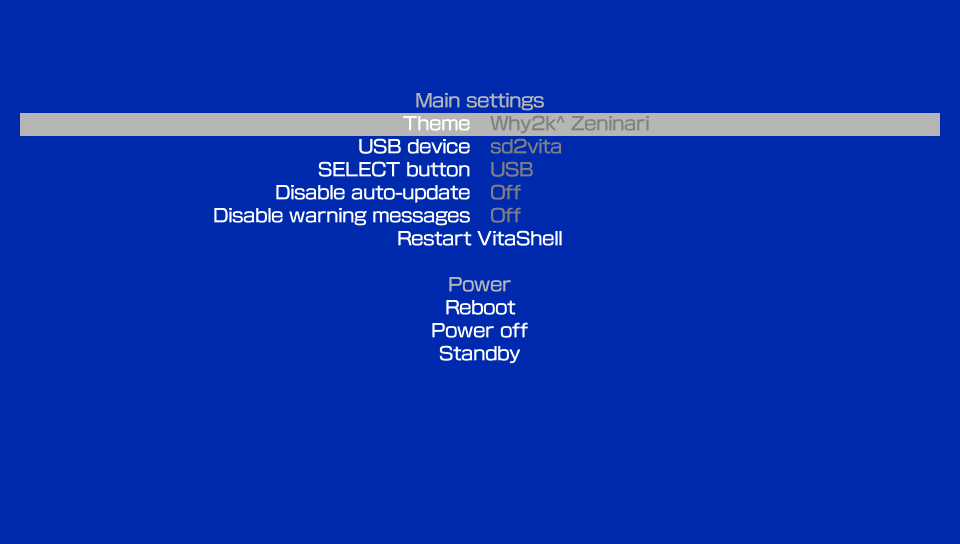 Main settings
Theme Why2k^ Zeninari
USB device sd2vita
SELECT button USB
Disable auto-update Off
Disable warning messages Off
Restart VitaShell
Power
Reboot
Power off
Standby